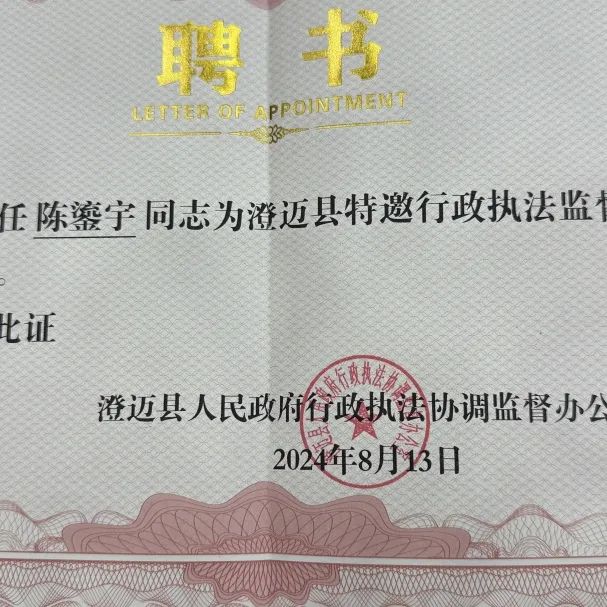 聘 书
LETTER OF APPOINTMENT
任 陈鎏宇 同志为澄迈县特邀行政执法监督
。
此证
澄迈县人民政府行政执法协调监督办公
2024年8月13日